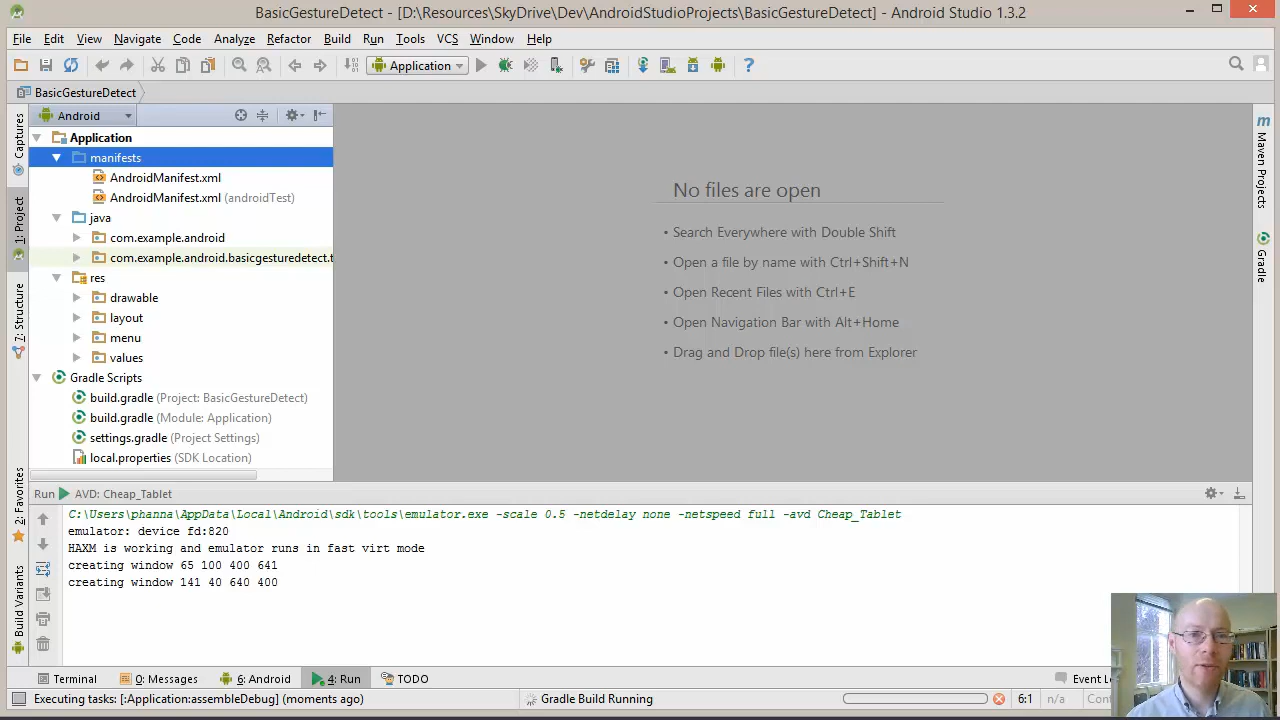 BasicGestureDetect - [D:\Resources\SkyDrive\Dev\AndroidStudioProjects\BasicGestureDetect] - Android Studio 1.3.2
File Edit View Navigate Code Analyze Refactor Build Run Tools VCS Window Help
Application
BasicGestureDetect
Captures
1: Project
7: Structure
2: Favorites
Build Variants
Android
Application
manifests
AndroidManifest.xml
AndroidManifest.xml (androidTest)
java
com.example.android
com.example.android.basicgesturedetect.t
res
drawable
layout
menu
values
Gradle Scripts
build.gradle (Project: BasicGestureDetect)
build.gradle (Module: Application)
settings.gradle (Project Settings)
local.properties (SDK Location)
No files are open
• Search Everywhere with Double Shift
• Open a file by name with Ctrl+Shift+N
• Open Recent Files with Ctrl+E
• Open Navigation Bar with Alt+Home
• Drag and Drop file(s) here from Explorer
Maven Projects
Gradle
Run AVD: Cheap_Tablet
C:\Users\phanna\AppData\Local\Android\sdk\tools\emulator.exe -scale 0.5 -netdelay none -netspeed full -avd Cheap_Tablet
emulator: device fd:820
HAXM is working and emulator runs in fast virt mode
creating window 65 100 400 641
creating window 141 40 640 400
Terminal 0: Messages 6: Android 4: Run TODO Event Lo
Executing tasks: [:Application:assembleDebug] (moments ago) Gradle Build Running 6:1 n/a Cont